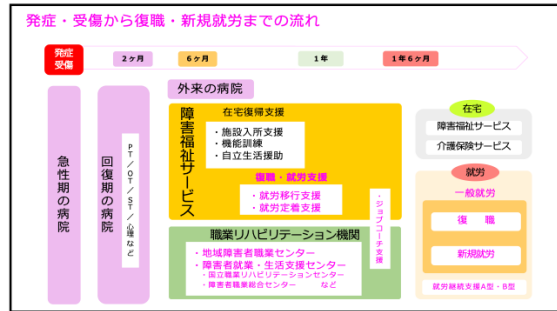 発症・受傷から復職・新規就労までの流れ
発症
受傷
2ヶ月
6ヶ月
1年
1年6ヶ月
急性期の病院
回復期の病院
PT/OT/ST/心理など
外来の病院
障害福祉サービス
在宅復帰支援
・施設入所支援
・機能訓練
・自立生活援助
復職・就労支援
・就労移行支援
・就労定着支援
・ジョブコーチ支援
職業リハビリテーション機関
・地域障害者職業センター
・障害者就業・生活支援センター
・国立職業リハビリテーションセンター
・障害者職業総合センター など
在宅
障害福祉サービス
介護保険サービス
就労
一般就労
復 職
新規就労
就労継続支援A型・B型